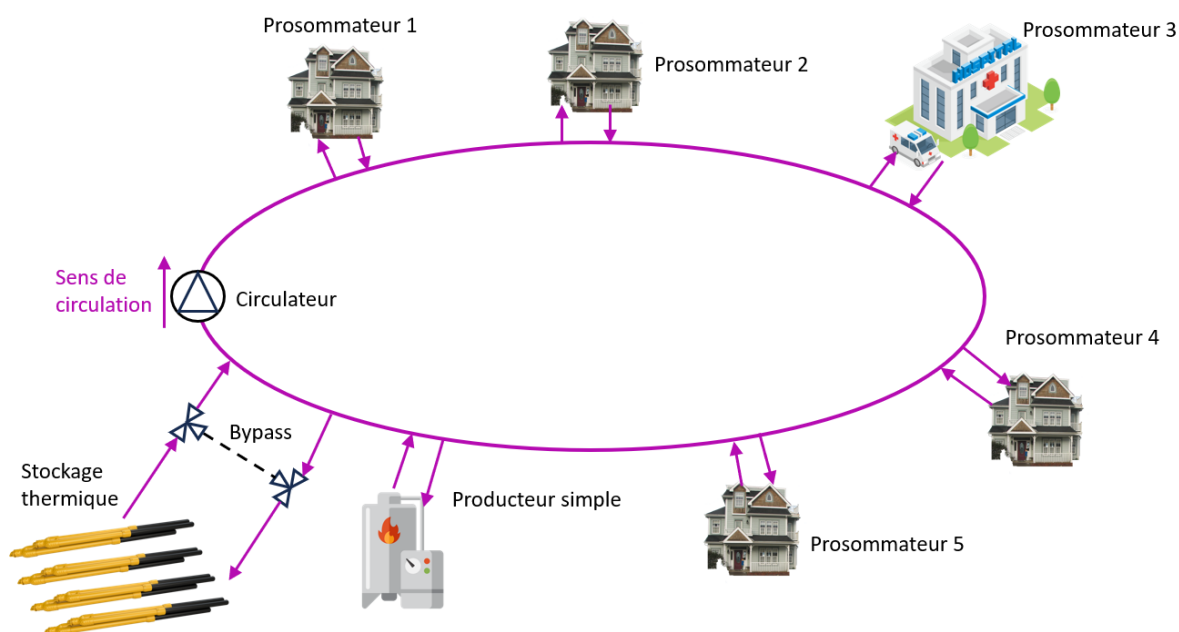 Prosommateur 1
Prosommateur 2
Prosommateur 3
HOSPITAL
Sens de
circulation
Circulateur
Prosommateur 4
Bypass
Stockage
thermique
Producteur simple
Prosommateur 5